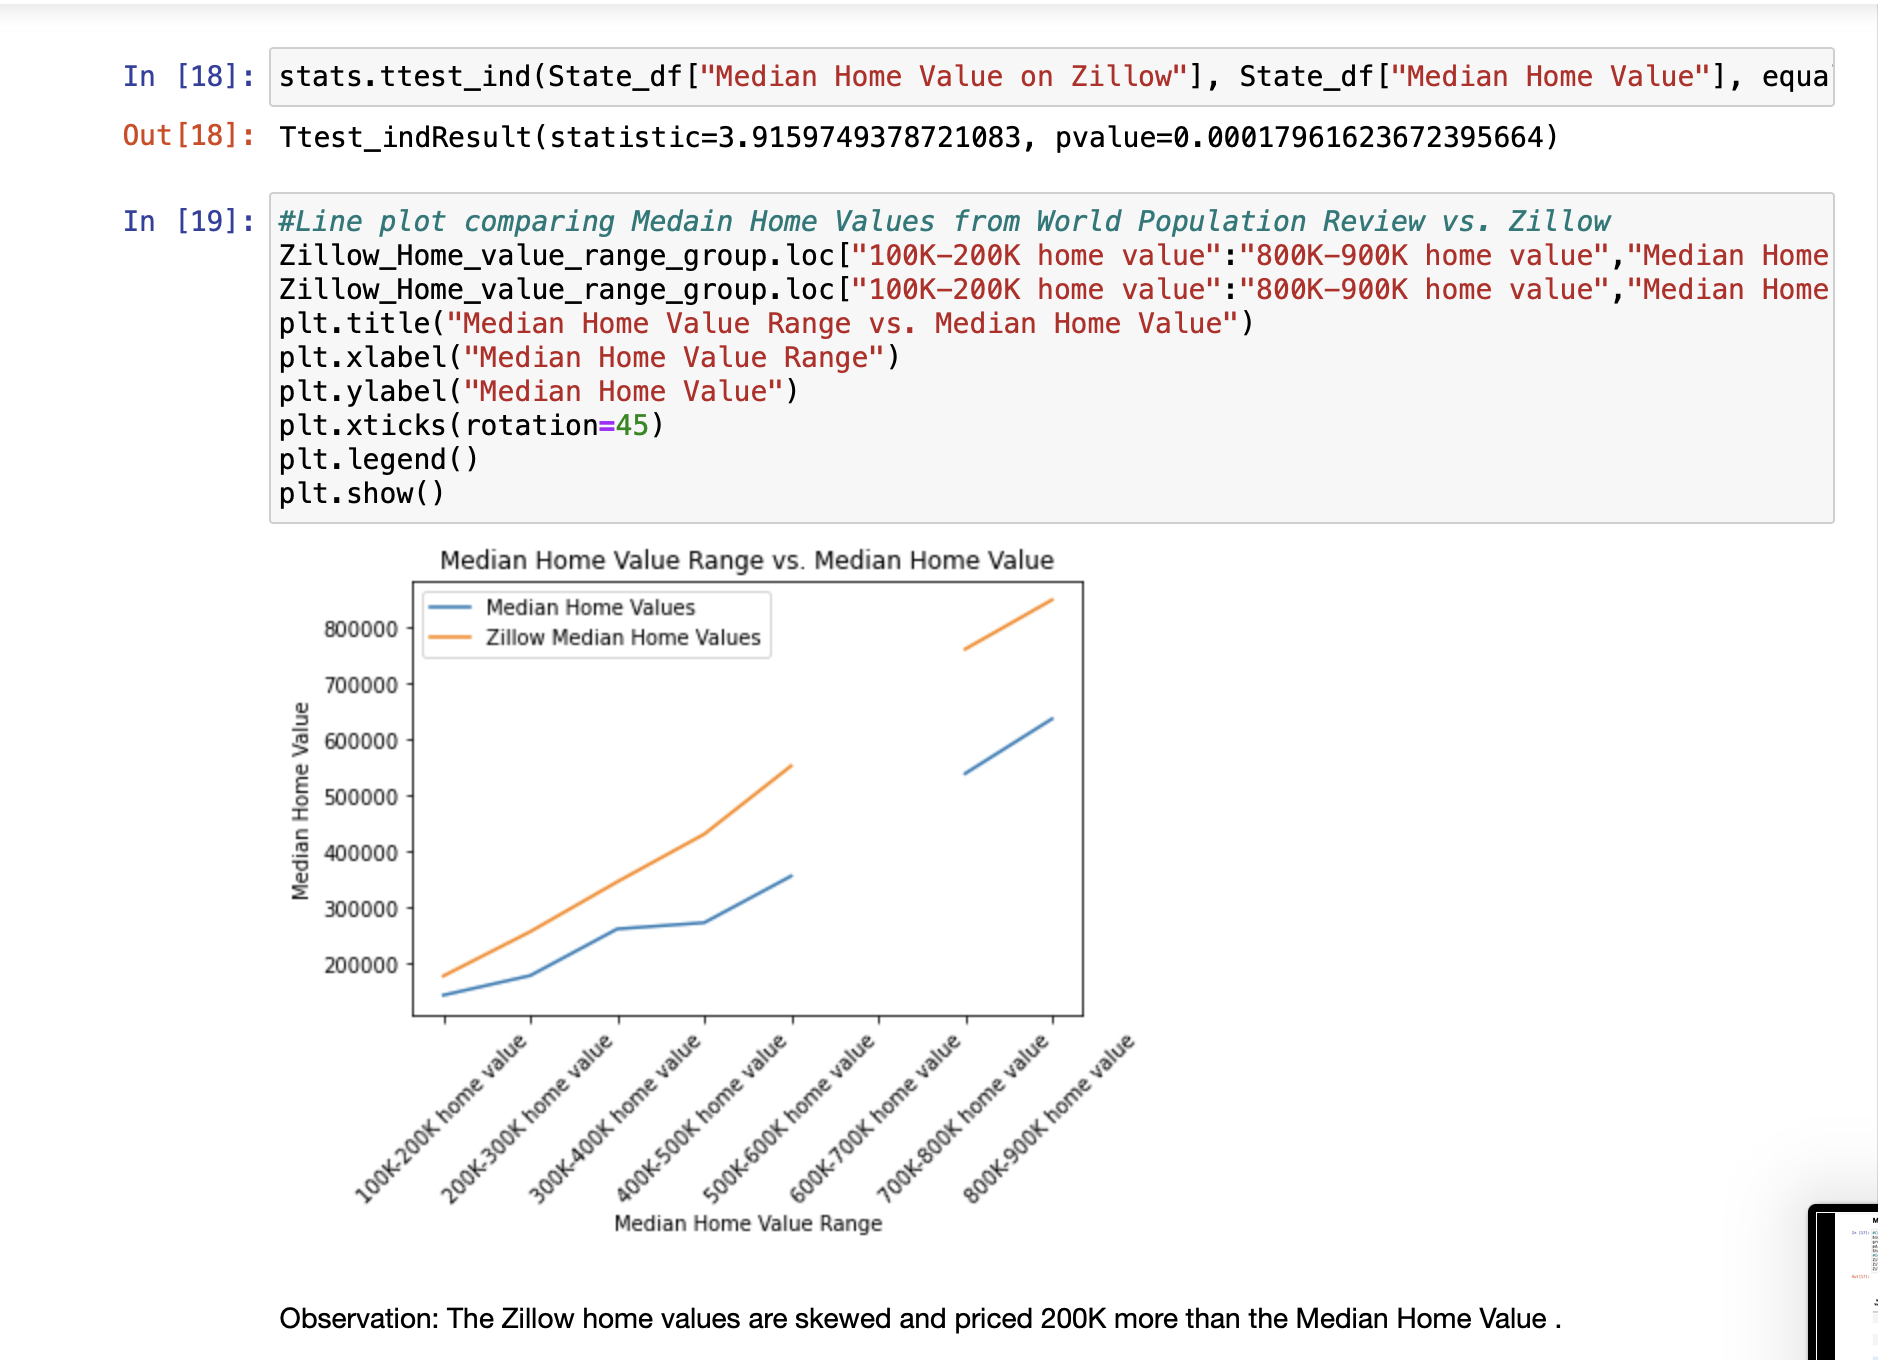 In [18]: stats.ttest_ind(State_df["Median Home Value on Zillow"], State_df["Median Home Value"], equa
Out[18]: Ttest_indResult(statistic=3.9159749378721083, pvalue=0.00017961623672395664)
In [19]: #Line plot comparing Medain Home Values from World Population Review vs. Zillow
Zillow_Home_value_range_group.loc["100K-200K home value":"800K-900K home value","Median Home
Zillow_Home_value_range_group.loc["100K-200K home value":"800K-900K home value","Median Home
plt.title("Median Home Value Range vs. Median Home Value")
plt.xlabel("Median Home Value Range")
plt.ylabel("Median Home Value")
plt.xticks(rotation=45)
plt.legend()
plt.show()
Median Home Value Range vs. Median Home Value
Median Home Values
Zillow Median Home Values
800000
700000
600000
500000
400000
300000
200000
Median Home Value
100K-200K home value
200K-300K home value
300K-400K home value
400K-500K home value
500K-600K home value
600K-700K home value
700K-800K home value
800K-900K home value
Median Home Value Range
Observation: The Zillow home values are skewed and priced 200K more than the Median Home Value .